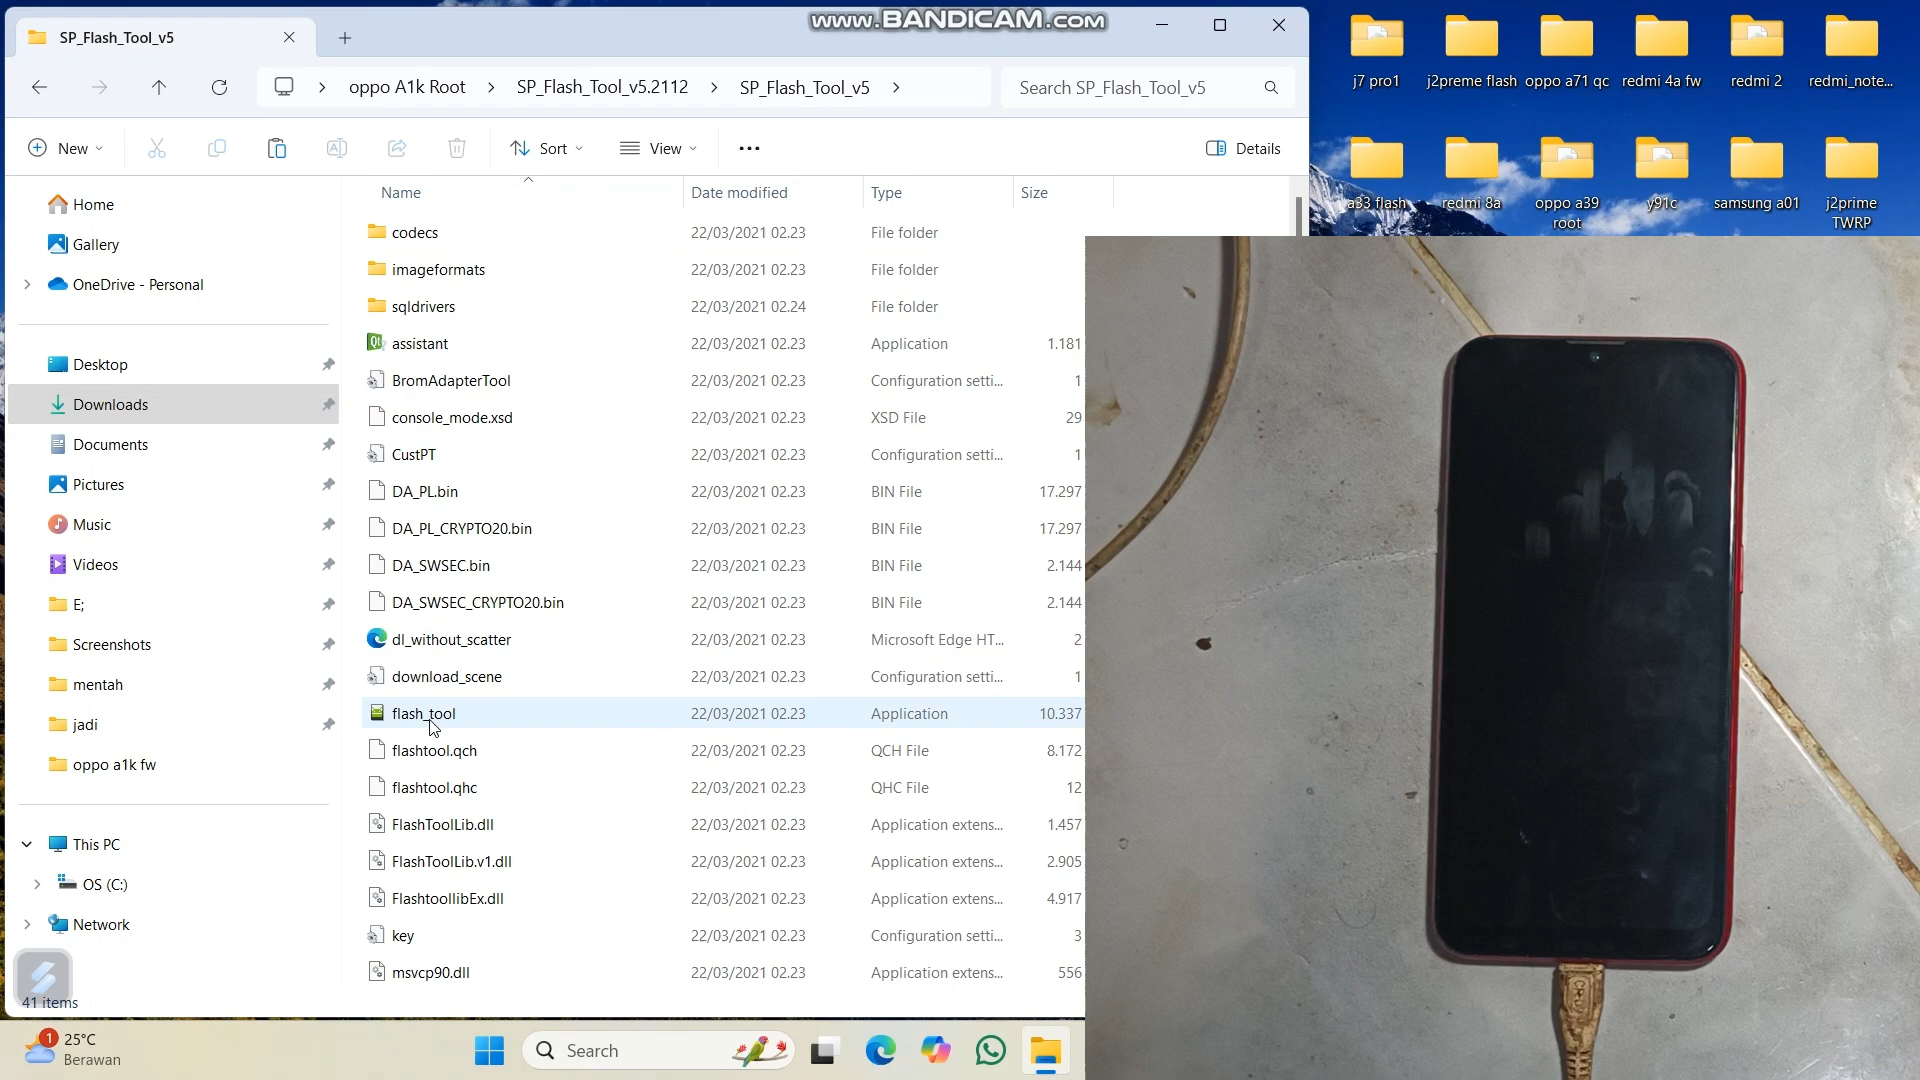 SP_Flash_Tool_v5
www.BANDICAM.com
oppo A1k Root
SP_Flash_Tool_v5.2112
SP_Flash_Tool_v5
Search SP_Flash_Tool_v5
New
Sort
View
Details
Home
Gallery
OneDrive - Personal
Desktop
Downloads
Documents
Pictures
Music
Videos
E;
Screenshots
mentah
jadi
oppo a1k fw
This PC
OS (C:)
Network
41 items
Name Date modified Type Size
codecs 22/03/2021 02.23 File folder
imageformats 22/03/2021 02.23 File folder
sqldrivers 22/03/2021 02.24 File folder
assistant 22/03/2021 02.23 Application 1.181
BromAdapterTool 22/03/2021 02.23 Configuration setti... 1
console_mode.xsd 22/03/2021 02.23 XSD File 29
CustPT 22/03/2021 02.23 Configuration setti... 1
DA_PL.bin 22/03/2021 02.23 BIN File 17.297
DA_PL_CRYPTO20.bin 22/03/2021 02.23 BIN File 17.297
DA_SWSEC.bin 22/03/2021 02.23 BIN File 2.144
DA_SWSEC_CRYPTO20.bin 22/03/2021 02.23 BIN File 2.144
dl_without_scatter 22/03/2021 02.23 Microsoft Edge HT... 2
download_scene 22/03/2021 02.23 Configuration setti... 1
flash_tool 22/03/2021 02.23 Application 10.337
flashtool.qch 22/03/2021 02.23 QCH File 8.172
flashtool.qhc 22/03/2021 02.23 QHC File 12
FlashToolLib.dll 22/03/2021 02.23 Application extens... 1.457
FlashToolLib.v1.dll 22/03/2021 02.23 Application extens... 2.905
FlashtoollibEx.dll 22/03/2021 02.23 Application extens... 4.917
key 22/03/2021 02.23 Configuration setti... 3
msvcp90.dll 22/03/2021 02.23 Application extens... 556
j7 pro1
j2preme flash
oppo a71 qc
redmi 4a fw
redmi 2
redmi_note...
a33 flash
redmi 8a
oppo a39
root
y91c
samsung a01
j2prime
TWRP
1
25°C
Berawan
Search